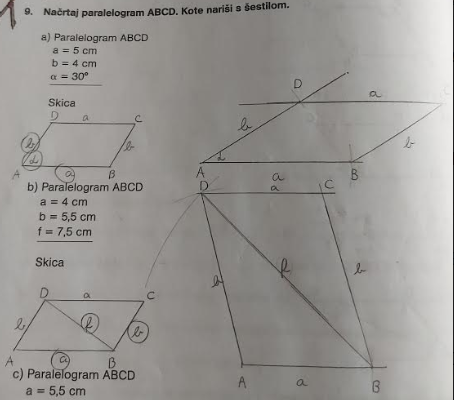 1
9. Načrtaj paralelogram ABCD. Kote nariši s šestilom.
a) Paralelogram ABCD
a = 5 cm
b = 4 cm
α = 30°
Skica
D a C
b b
α
A a B
D a C
b b
α
A a B
b) Paralelogram ABCD
a = 4 cm
b = 5,5 cm
f = 7,5 cm
Skica
D a C
b f b
A a B
D a C
b f b
A a B
c) Paralelogram ABCD
a = 5,5 cm